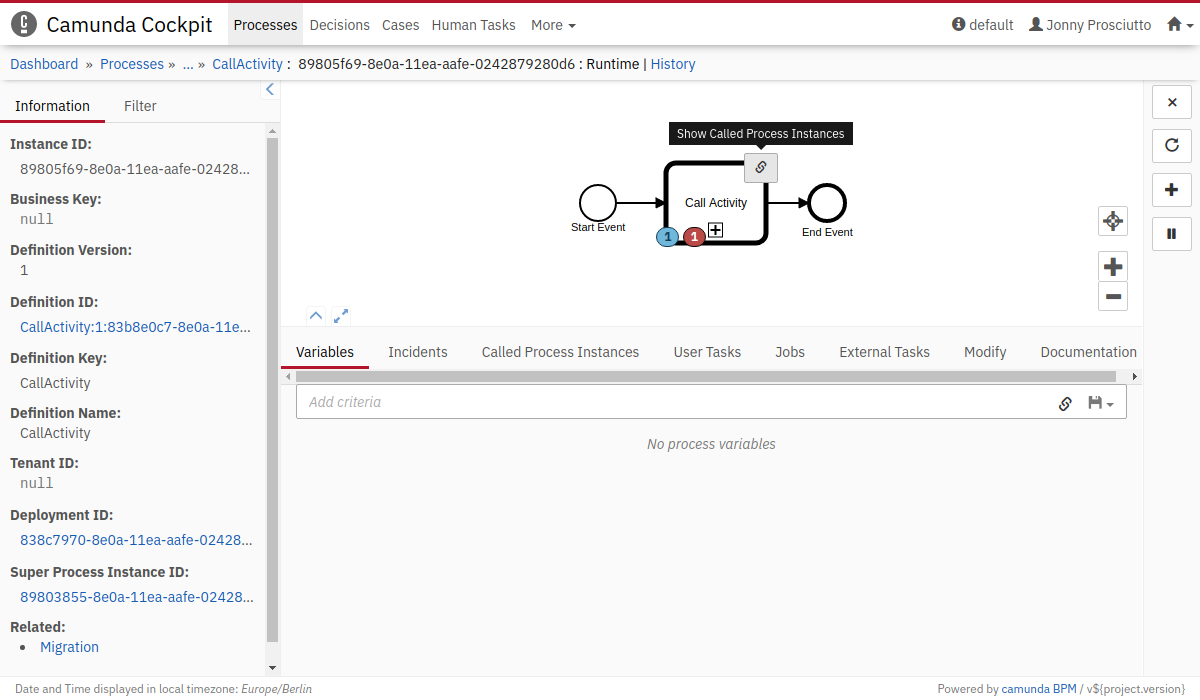 Camunda Cockpit Processes Decisions Cases Human Tasks More default Jonny Prosciutto
Dashboard » Processes » ... » CallActivity : 89805f69-8e0a-11ea-aafe-0242879280d6 : Runtime | History
Information Filter
Instance ID:
89805f69-8e0a-11ea-aafe-02428...
Business Key:
null
Definition Version:
1
Definition ID:
CallActivity:1:83b8e0c7-8e0a-11e...
Definition Key:
CallActivity
Definition Name:
CallActivity
Tenant ID:
null
Deployment ID:
838c7970-8e0a-11ea-aafe-02428...
Super Process Instance ID:
89803855-8e0a-11ea-aafe-02428...
Related:
• Migration
Show Called Process Instances
Call Activity
Start Event
1 1
End Event
Variables Incidents Called Process Instances User Tasks Jobs External Tasks Modify Documentation
Add criteria
No process variables
Date and Time displayed in local timezone: Europe/Berlin
Powered by camunda BPM / v${project.version}